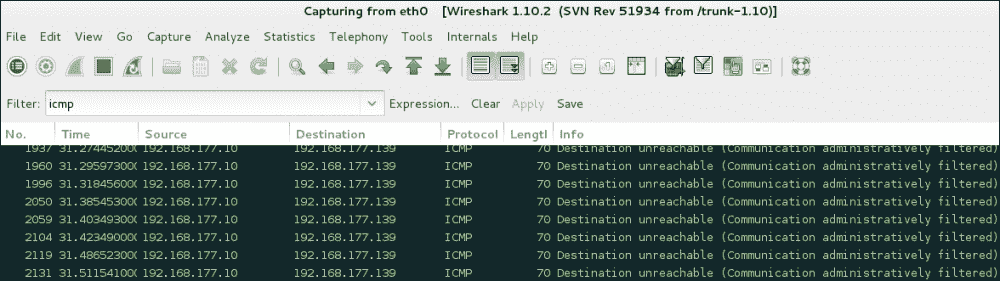 Capturing from eth0 [Wireshark 1.10.2 (SVN Rev 51934 from /trunk-1.10)]
File Edit View Go Capture Analyze Statistics Telephony Tools Internals Help
Filter: icmp Expression... Clear Apply Save
No. Time Source Destination Protocol Lengtl Info
1937 31.274452000 192.168.177.10 192.168.177.139 ICMP 70 Destination unreachable (Communication administratively filtered)
1960 31.295973000 192.168.177.10 192.168.177.139 ICMP 70 Destination unreachable (Communication administratively filtered)
1996 31.318456000 192.168.177.10 192.168.177.139 ICMP 70 Destination unreachable (Communication administratively filtered)
2050 31.385453000 192.168.177.10 192.168.177.139 ICMP 70 Destination unreachable (Communication administratively filtered)
2059 31.403493000 192.168.177.10 192.168.177.139 ICMP 70 Destination unreachable (Communication administratively filtered)
2104 31.423490000 192.168.177.10 192.168.177.139 ICMP 70 Destination unreachable (Communication administratively filtered)
2119 31.486523000 192.168.177.10 192.168.177.139 ICMP 70 Destination unreachable (Communication administratively filtered)
2131 31.511541000 192.168.177.10 192.168.177.139 ICMP 70 Destination unreachable (Communication administratively filtered)